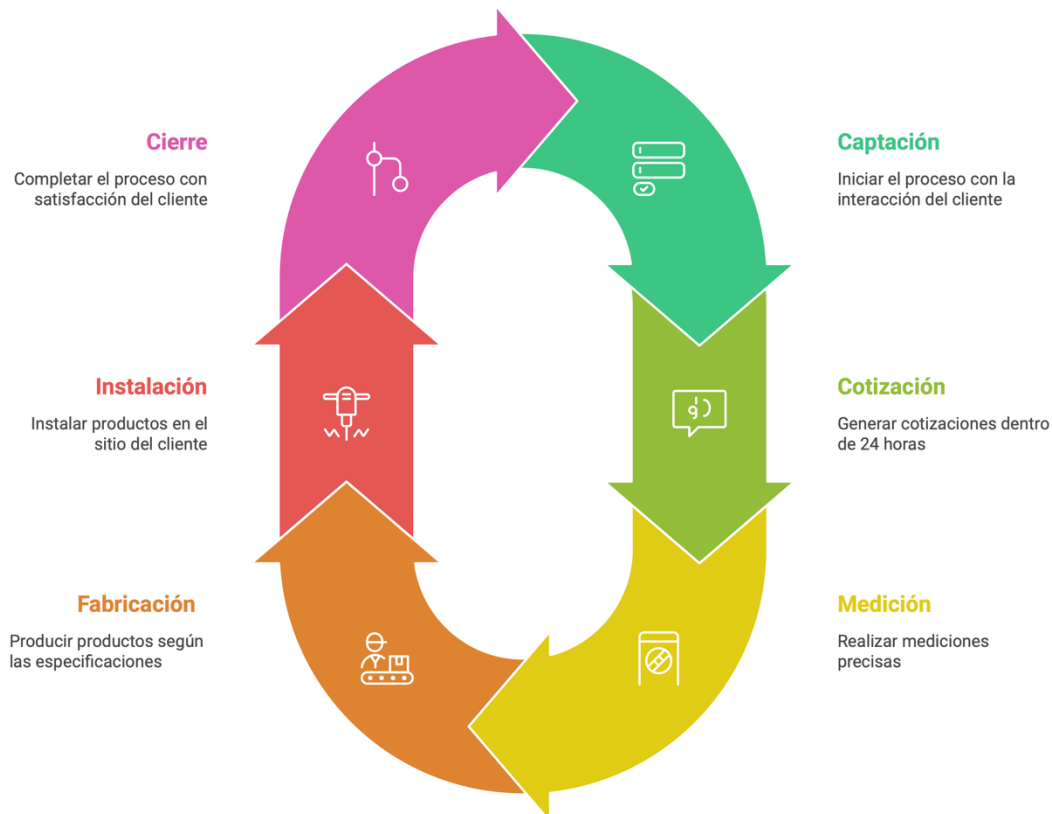 Cierre
Completar el proceso con
satisfacción del cliente
Captación
Iniciar el proceso con la
interacción del cliente
Instalación
Instalar productos en el
sitio del cliente
Cotización
Generar cotizaciones dentro
de 24 horas
Fabricación
Producir productos según
las especificaciones
Medición
Realizar mediciones
precisas